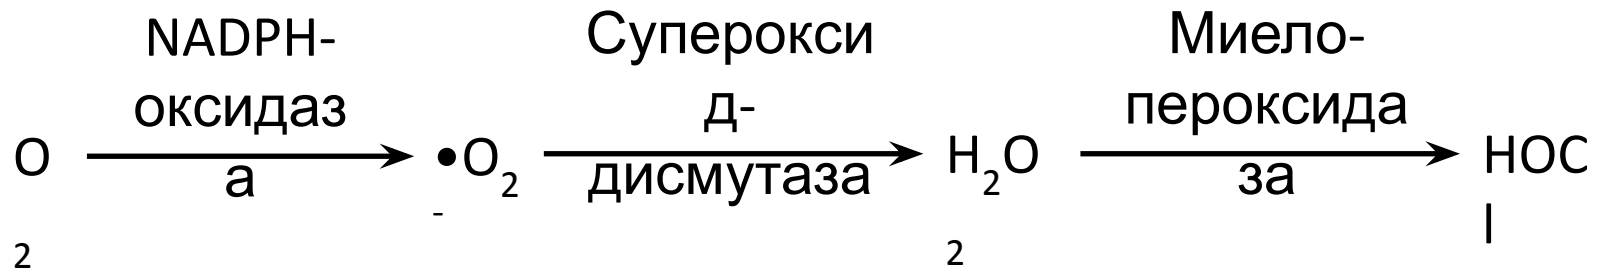 NADPH-
оксидаз
а
Суперокси
д-
дисмутаза
Миело-
пероксида
за
O
2
•O2
-
H2O
2
HOC
l